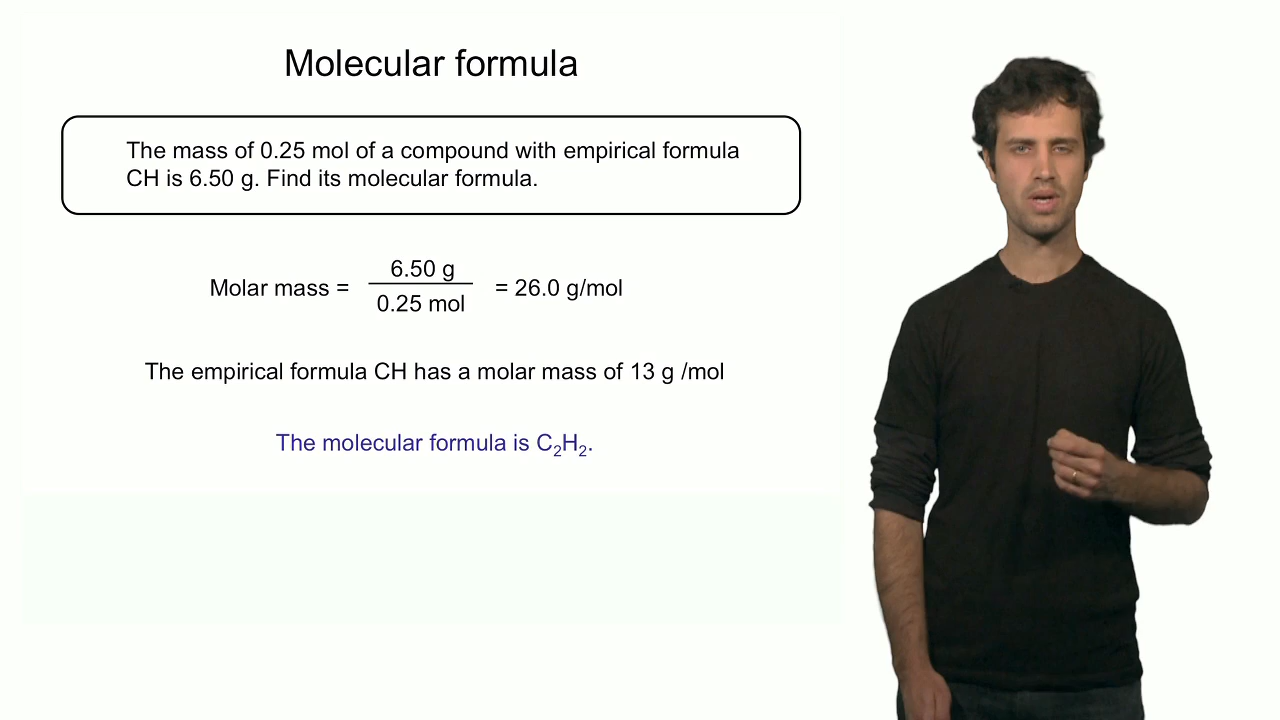 Molecular formula
The mass of 0.25 mol of a compound with empirical formula
CH is 6.50 g. Find its molecular formula.
Molar mass = 6.50 g / 0.25 mol = 26.0 g/mol
The empirical formula CH has a molar mass of 13 g /mol
The molecular formula is C₂H₂.